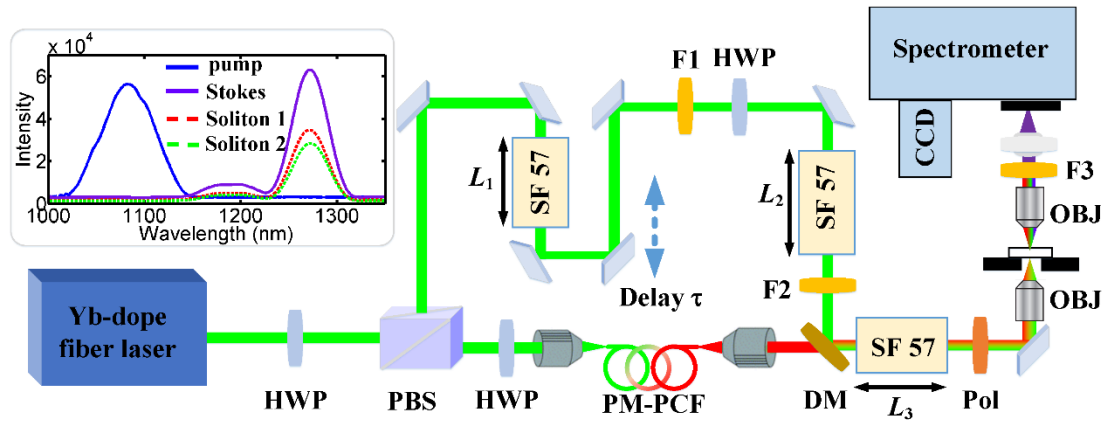 x 10⁴
8
6
4
2
0
Intensity
pump
Stokes
Soliton 1
Soliton 2
1000
1100
1200
1300
Wavelength (nm)
Spectrometer
CCD
F1
HWP
L₁
SF 57
L₂
SF 57
Delay τ
F2
F3
OBJ
OBJ
Yb-dope
fiber laser
HWP
PBS
HWP
PM-PCF
DM
SF 57
L₃
Pol